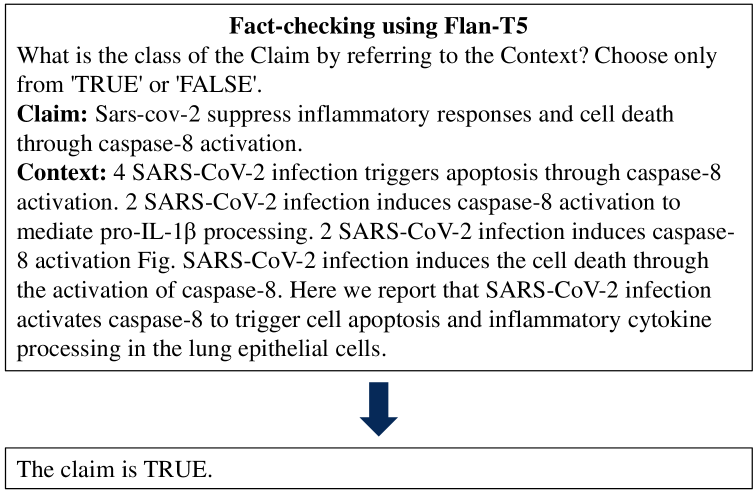 Fact-checking using Flan-T5
What is the class of the Claim by referring to the Context? Choose only
from 'TRUE' or 'FALSE'.
Claim: Sars-cov-2 suppress inflammatory responses and cell death
through caspase-8 activation.
Context: 4 SARS-CoV-2 infection triggers apoptosis through caspase-8
activation. 2 SARS-CoV-2 infection induces caspase-8 activation to
mediate pro-IL-1β processing. 2 SARS-CoV-2 infection induces caspase-
8 activation Fig. SARS-CoV-2 infection induces the cell death through
the activation of caspase-8. Here we report that SARS-CoV-2 infection
activates caspase-8 to trigger cell apoptosis and inflammatory cytokine
processing in the lung epithelial cells.
The claim is TRUE.